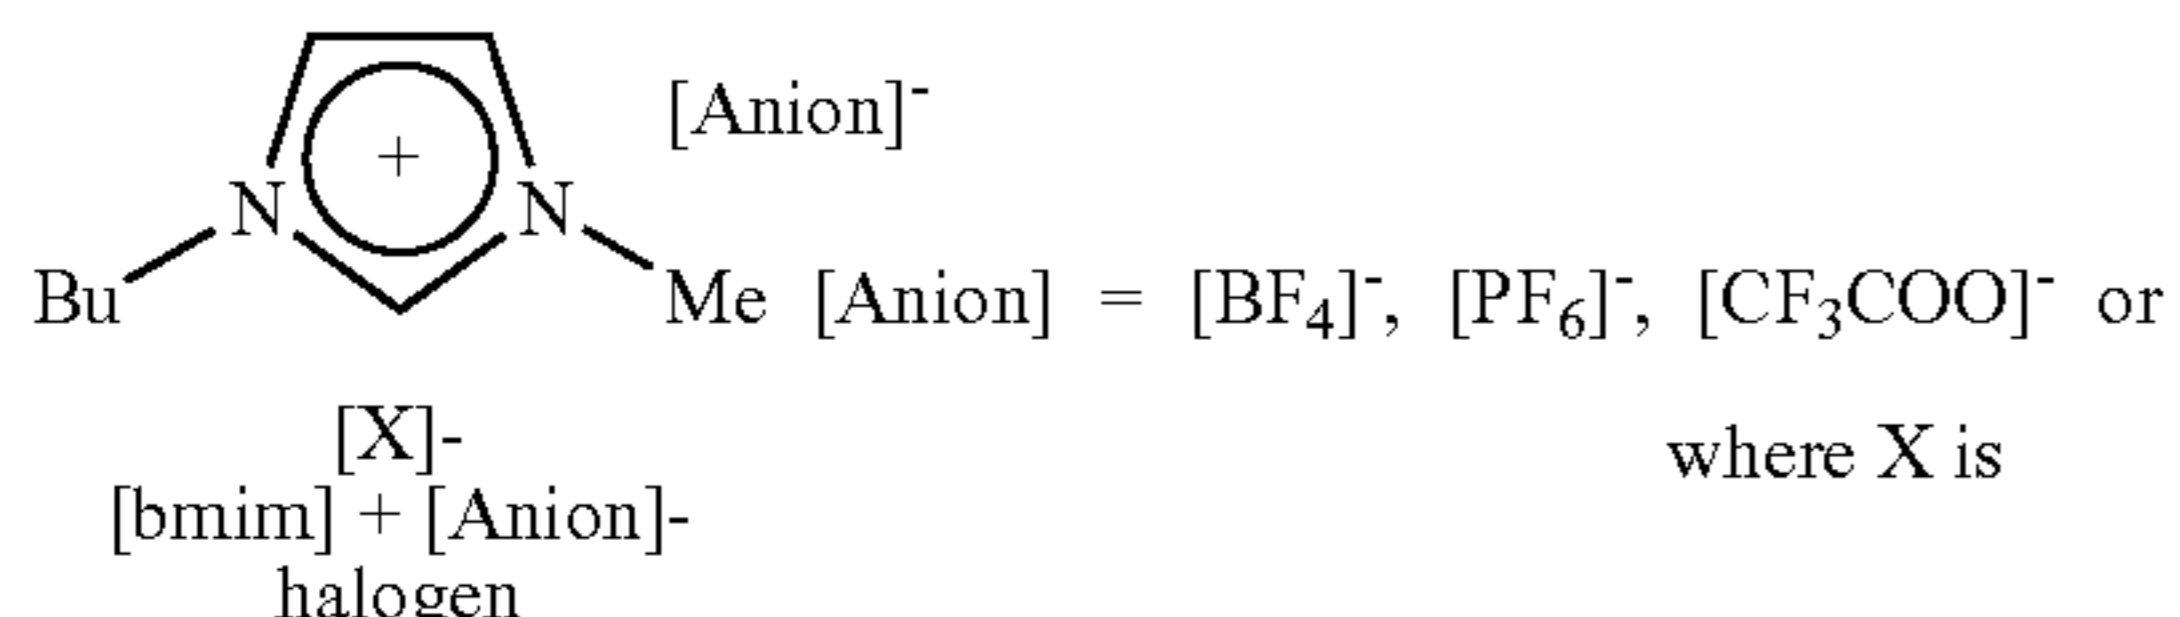 [Anion]⁻
+
N N
Bu Me [Anion] = [BF₄]⁻, [PF₆]⁻, [CF₃COO]⁻ or
[X]-
where X is
[bmim] + [Anion]-
halogen